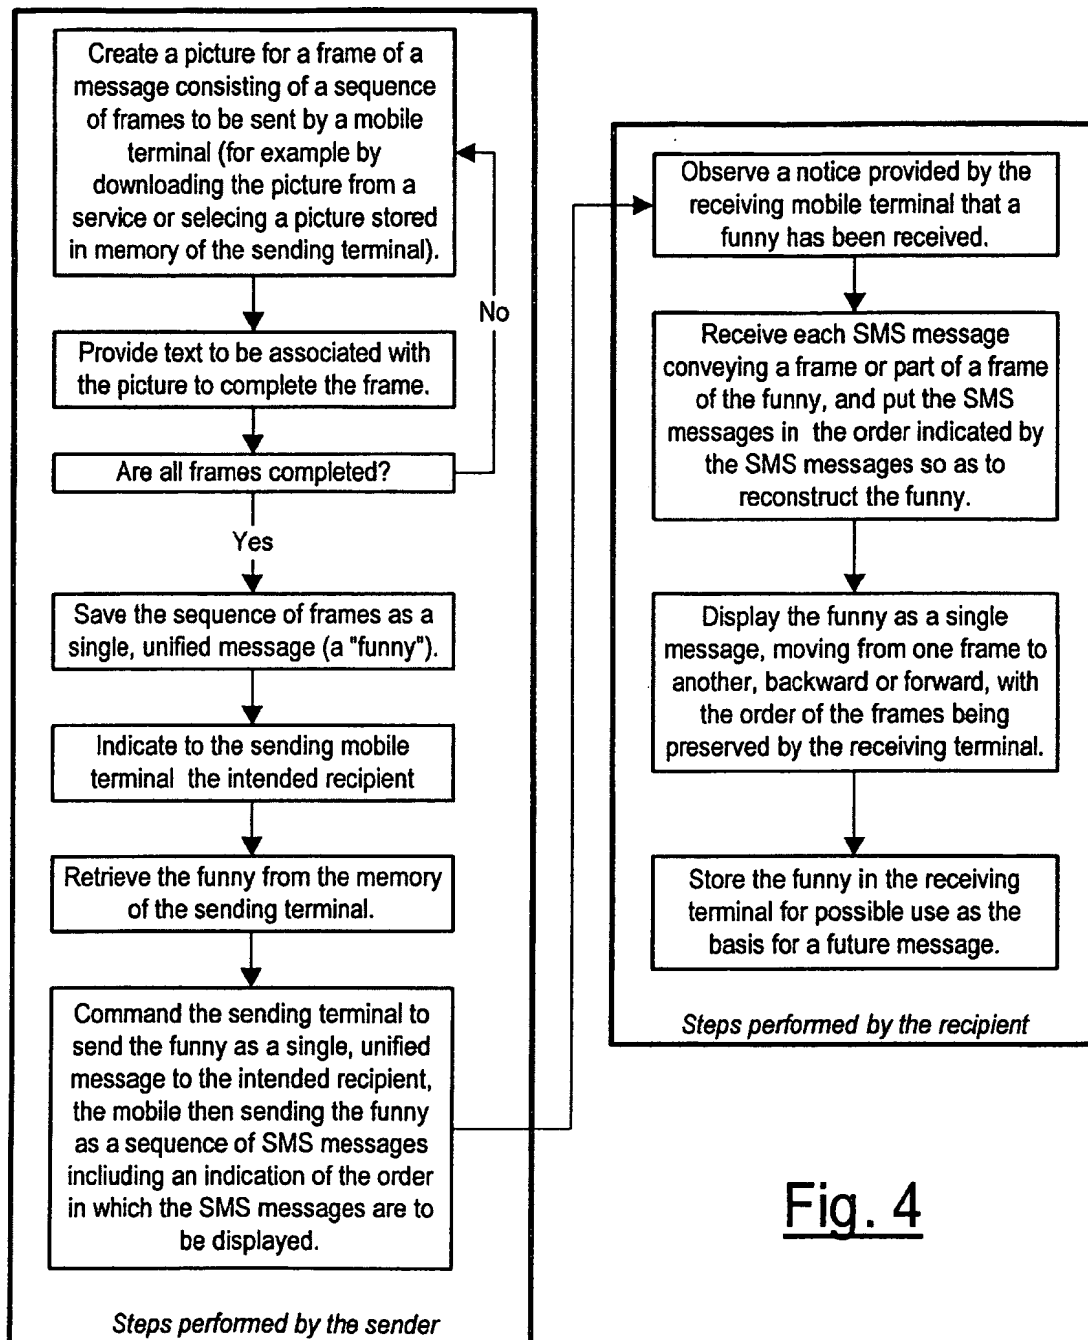 Create a picture for a frame of a
message consisting of a sequence
of frames to be sent by a mobile
terminal (for example by
downloading the picture from a
service or selecing a picture stored
in memory of the sending terminal).
No
Provide text to be associated with
the picture to complete the frame.
Are all frames completed?
Yes
Save the sequence of frames as a
single, unified message (a "funny").
Indicate to the sending mobile
terminal the intended recipient
Retrieve the funny from the memory
of the sending terminal.
Command the sending terminal to
send the funny as a single, unified
message to the intended recipient,
the mobile then sending the funny
as a sequence of SMS messages
including an indication of the order
in which the SMS messages are to
be displayed.
Steps performed by the sender
Observe a notice provided by the
receiving mobile terminal that a
funny has been received.
Receive each SMS message
conveying a frame or part of a frame
of the funny, and put the SMS
messages in the order indicated by
the SMS messages so as to
reconstruct the funny.
Display the funny as a single
message, moving from one frame to
another, backward or forward, with
the order of the frames being
preserved by the receiving terminal.
Store the funny in the receiving
terminal for possible use as the
basis for a future message.
Steps performed by the recipient
Fig. 4